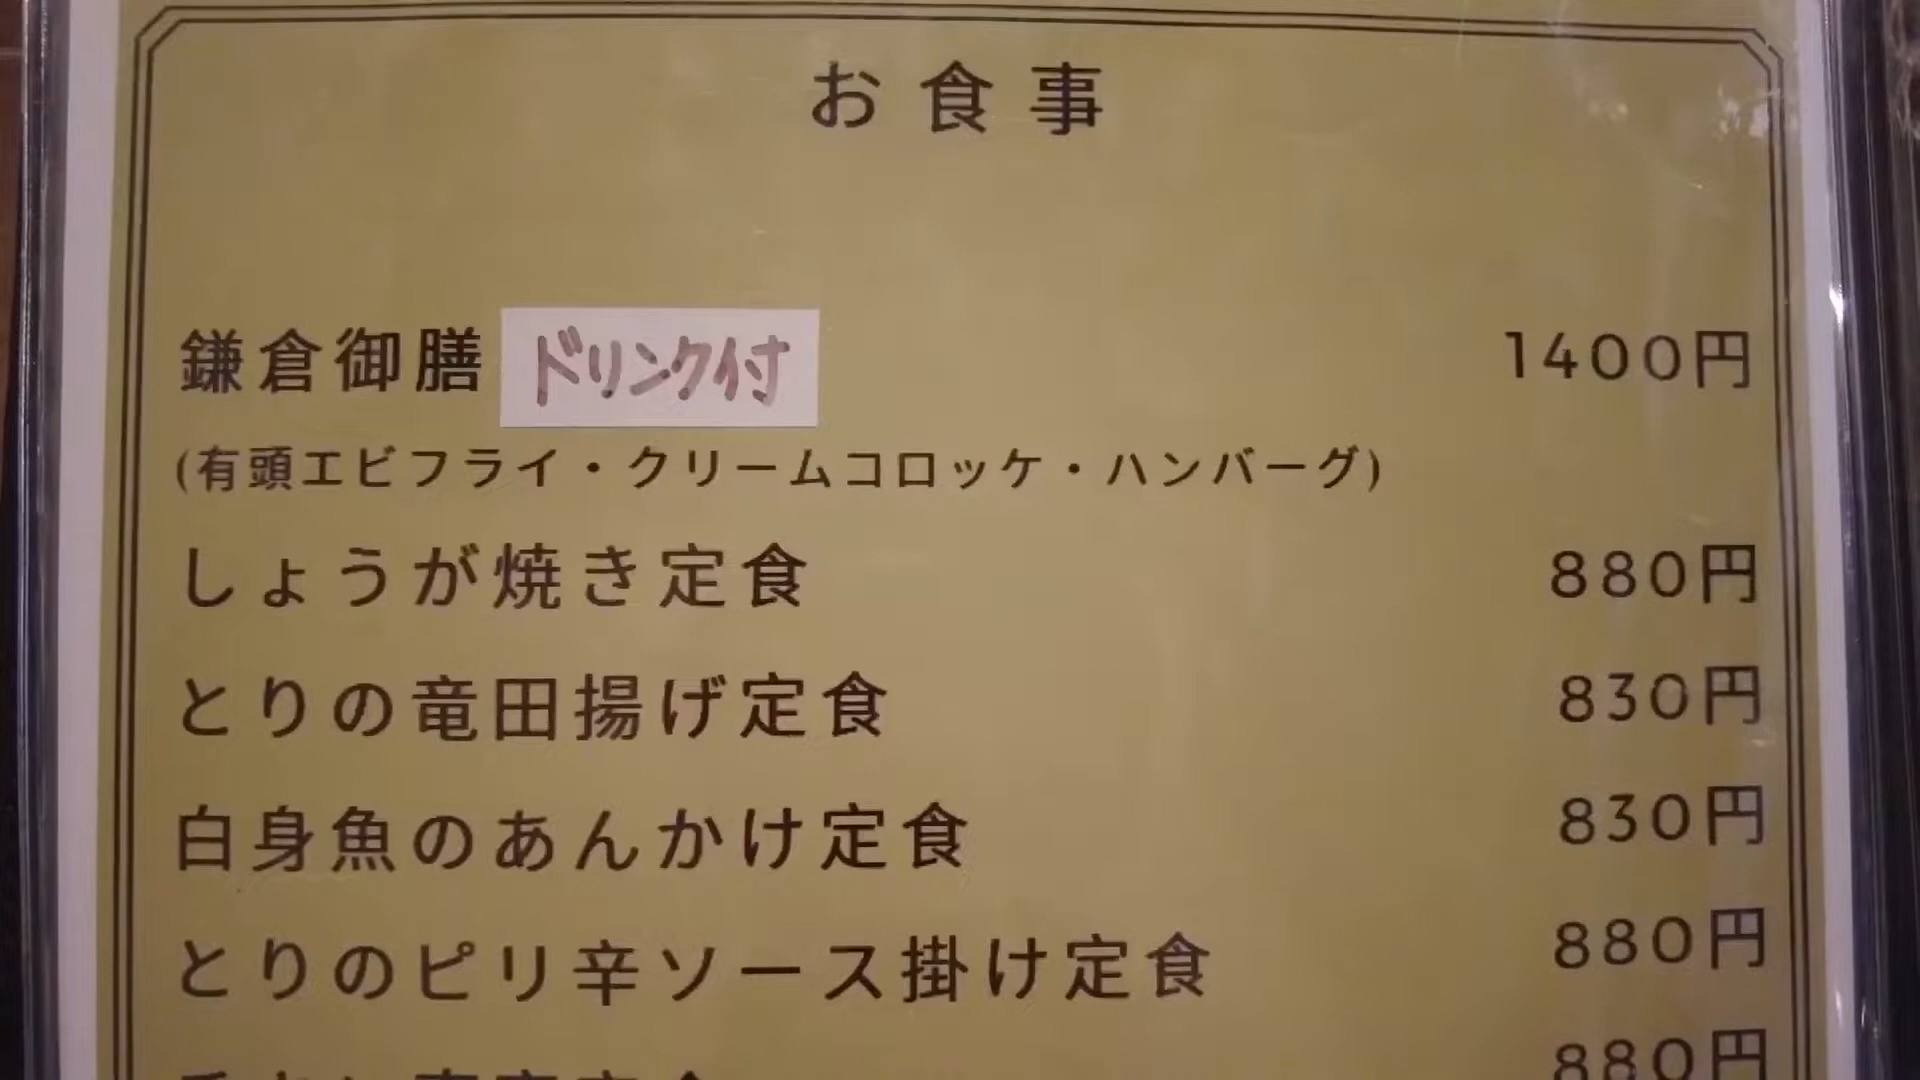 お食事
鎌倉御膳 ドリンク付 1400円
(有頭エビフライ・クリームコロッケ・ハンバーグ)
しょうが焼き定食 880円
とりの竜田揚げ定食 830円
白身魚のあんかけ定食 830円
とりのピリ辛ソース掛け定食 880円
880円